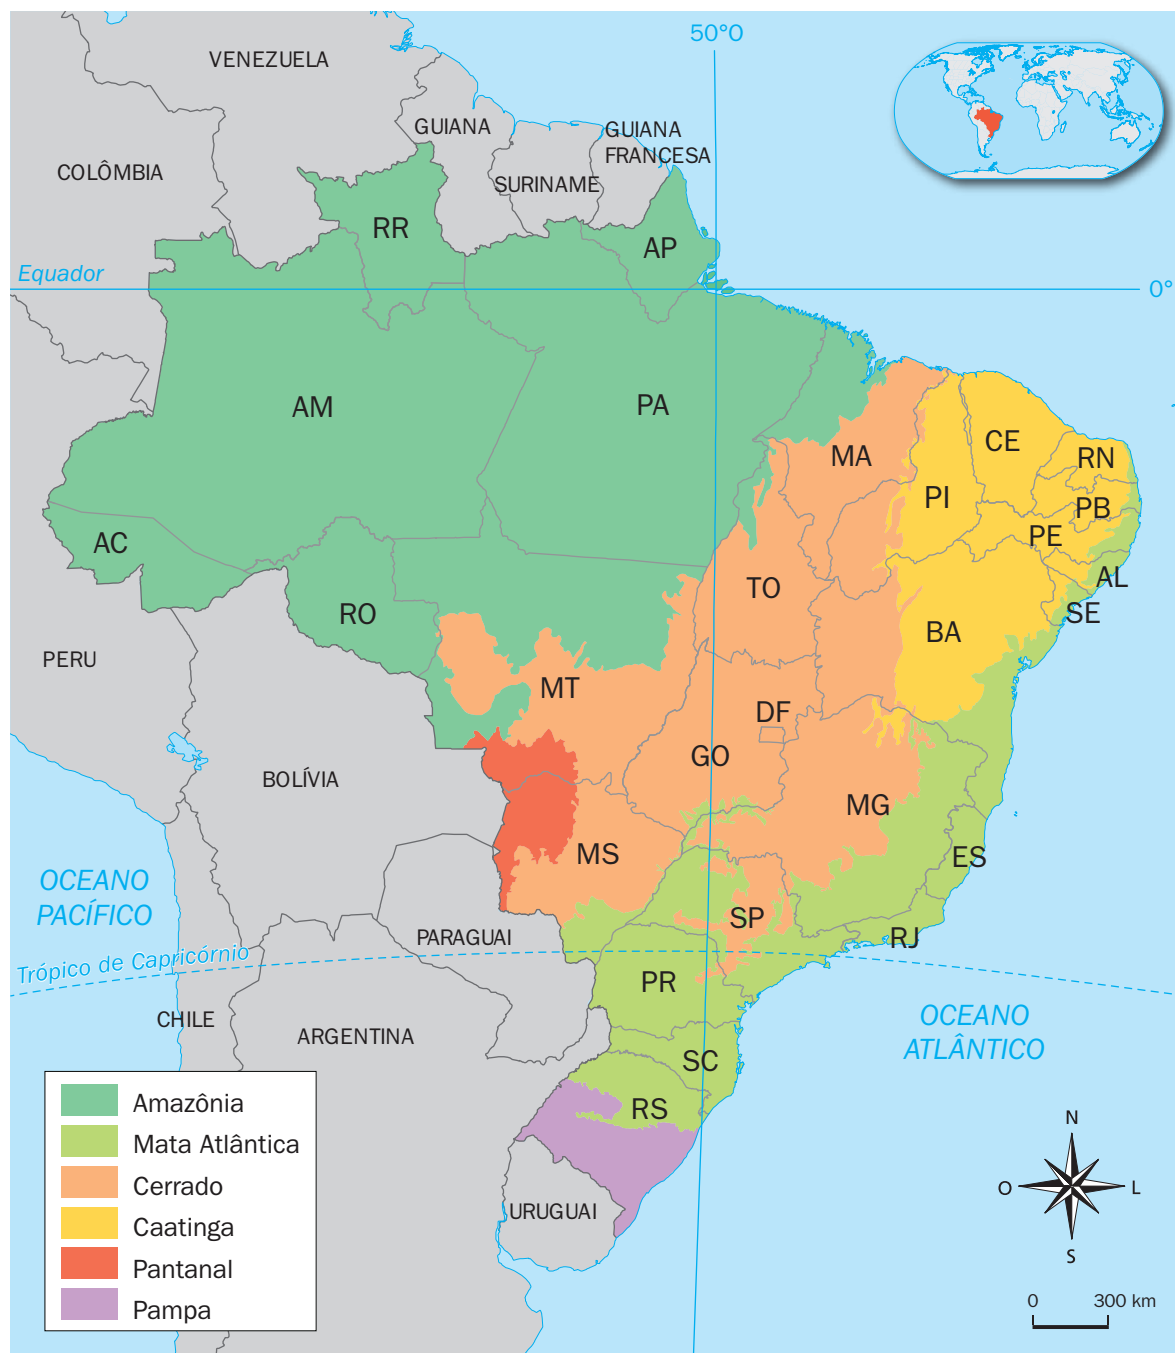 50°O
VENEZUELA
GUIANA
GUIANA
FRANCESA
COLÔMBIA
SURINAME
RR
AP
Equador
0°
AM
PA
CE
MA
RN
PI
PB
PE
AC
AL
TO
RO
SE
BA
PERU
MT
DF
GO
BOLÍVIA
MG
MS
ES
OCEANO
PACÍFICO
SP
PARAGUAI
RJ
Trópico de Capricórnio
PR
CHILE
ARGENTINA
OCEANO
ATLÂNTICO
SC
RS
URUGUAI
Amazônia
Mata Atlântica
Cerrado
Caatinga
Pantanal
Pampa
N
O
L
S
0 300 km